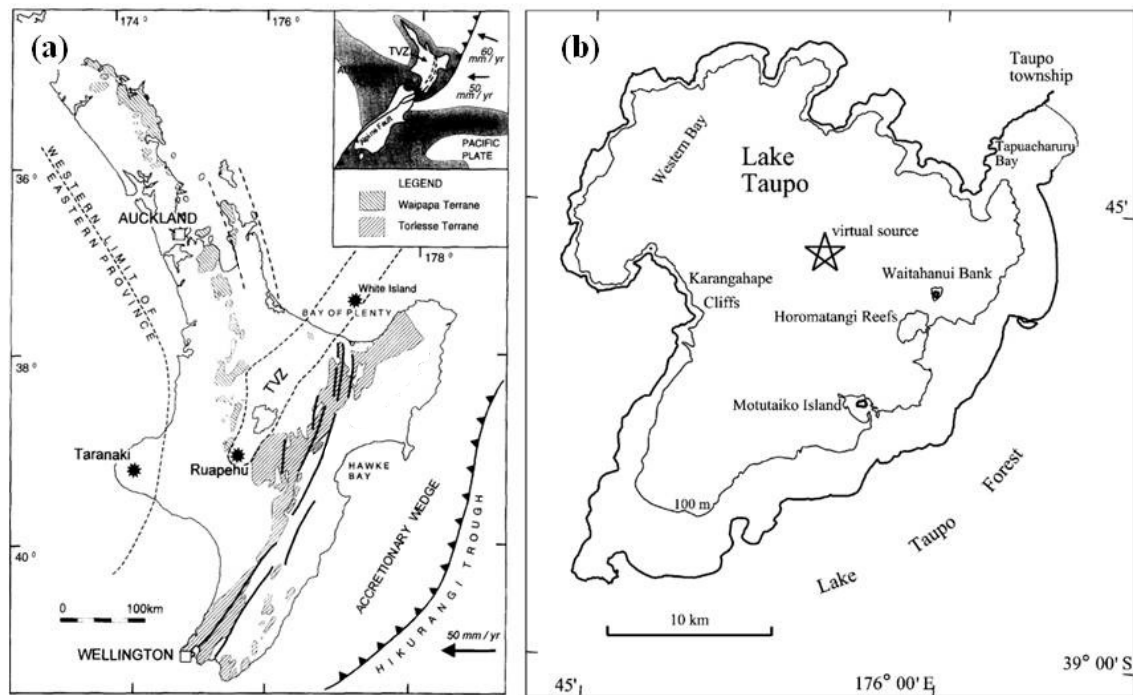 (a)
174 °
176 °
TVZ
60
mm / yr
50
mm / yr
Alpine Fault
PACIFIC
PLATE
LEGEND
Waipapa Terrane
Torlesse Terrane
36 °
WESTERN LIMIT OF
EASTERN PROVINCE
AUCKLAND
178 °
White Island
BAY OF PLENTY
38 °
TVZ
Taranaki
Ruapehu
HAWKE
BAY
ACCRETIONARY WEDGE
HIKURANGI TROUGH
40 °
0 100km
WELLINGTON
50 mm / yr
(b)
Taupo
township
Western Bay
Lake
Taupo
Tapuaeharuru
Bay
45'
virtual source
Waitahanui Bank
Karangahape
Cliffs
Horomatangi Reefs
Motutaiko Island
100 m
Lake Taupo Forest
10 km
39° 00' S
45'
176° 00' E